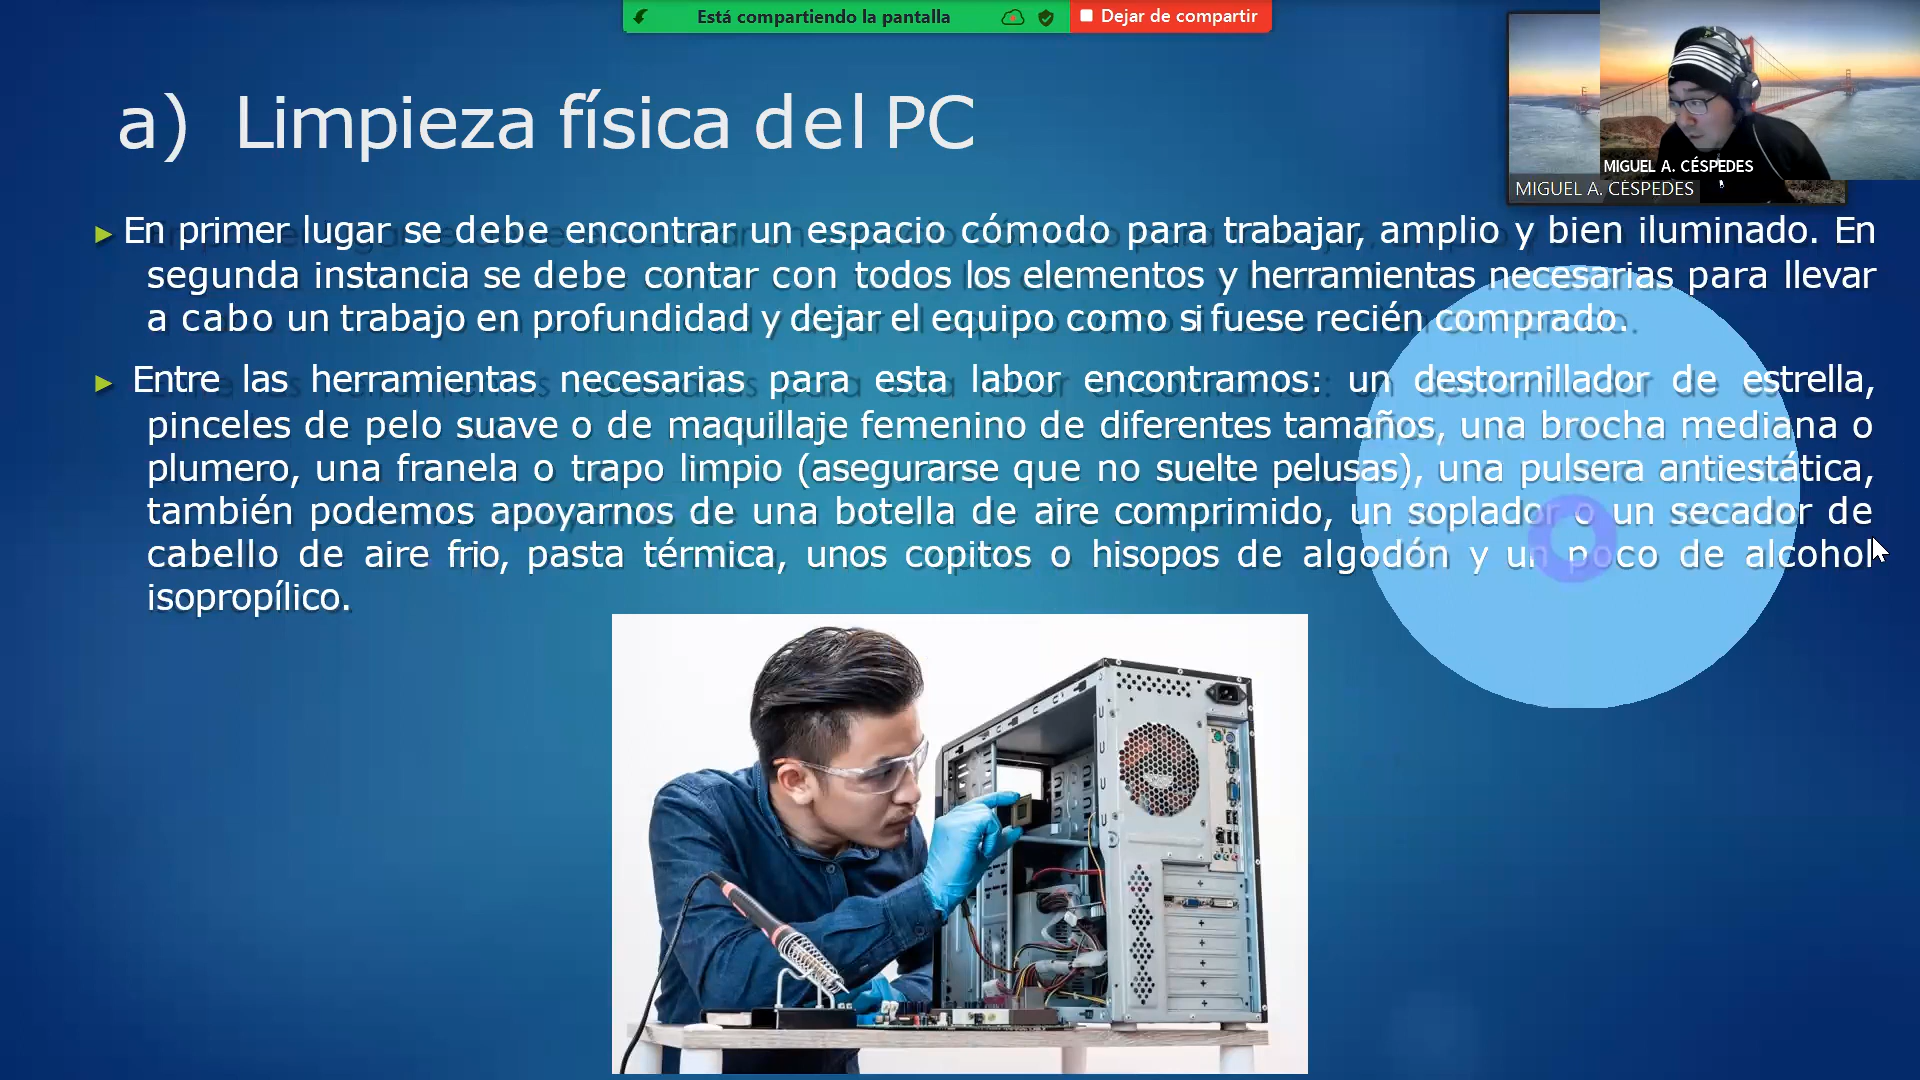 Está compartiendo la pantalla
Dejar de compartir
a) Limpieza física del PC
MIGUEL A. CÉSPEDES
MIGUEL A. CÉSPEDES
En primer lugar se debe encontrar un espacio cómodo para trabajar, amplio y bien iluminado. En
segunda instancia se debe contar con todos los elementos y herramientas necesarias para llevar
a cabo un trabajo en profundidad y dejar el equipo como si fuese recién comprado.
Entre las herramientas necesarias para esta labor encontramos: un destornillador de estrella,
pinceles de pelo suave o de maquillaje femenino de diferentes tamaños, una brocha mediana o
plumero, una franela o trapo limpio (asegurarse que no suelte pelusas), una pulsera antiestática,
también podemos apoyarnos de una botella de aire comprimido, un soplador o un secador de
cabello de aire frio, pasta térmica, unos copitos o hisopos de algodón y un poco de alcohol
isopropílico.